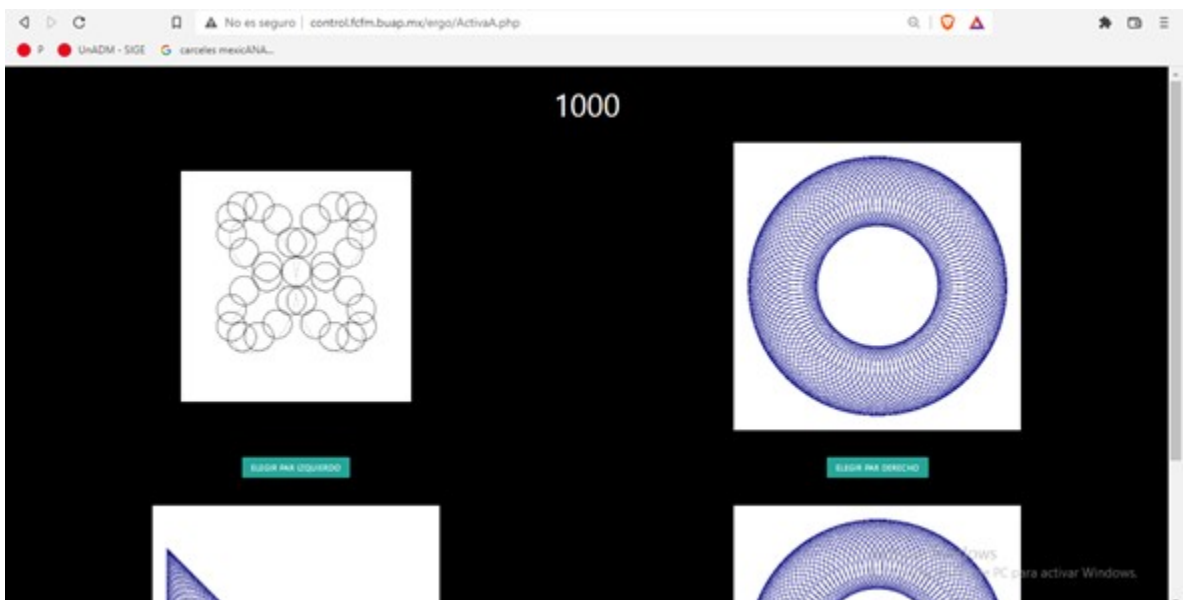 No es seguro | control.fcfm.buap.mx/ergo/ActivaA.php
P UnADM - SIGE G carceles mexicANA...
1000
ELEGIR PAR IZQUIERDO ELEGIR PAR DERECHO
PC para activar Windows.